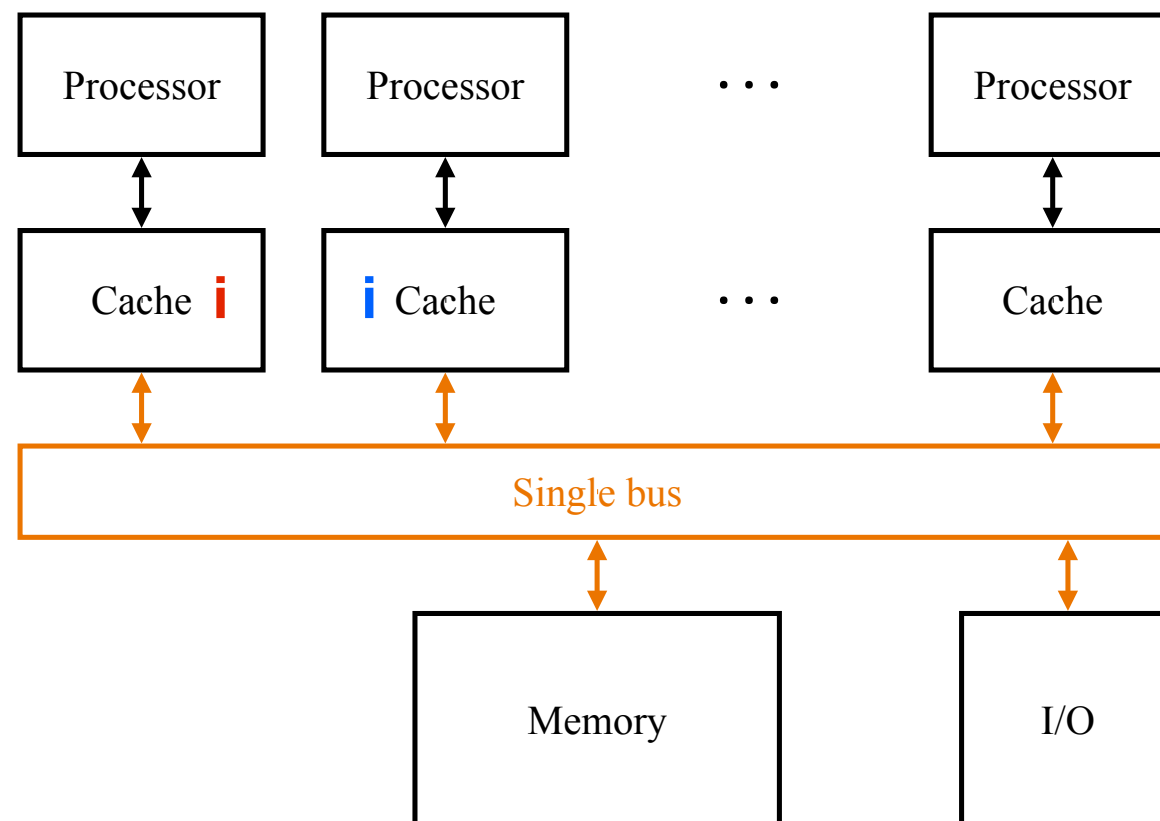 Processor Processor . . . Processor
Cache i i Cache . . . Cache
Single bus
Memory I/O